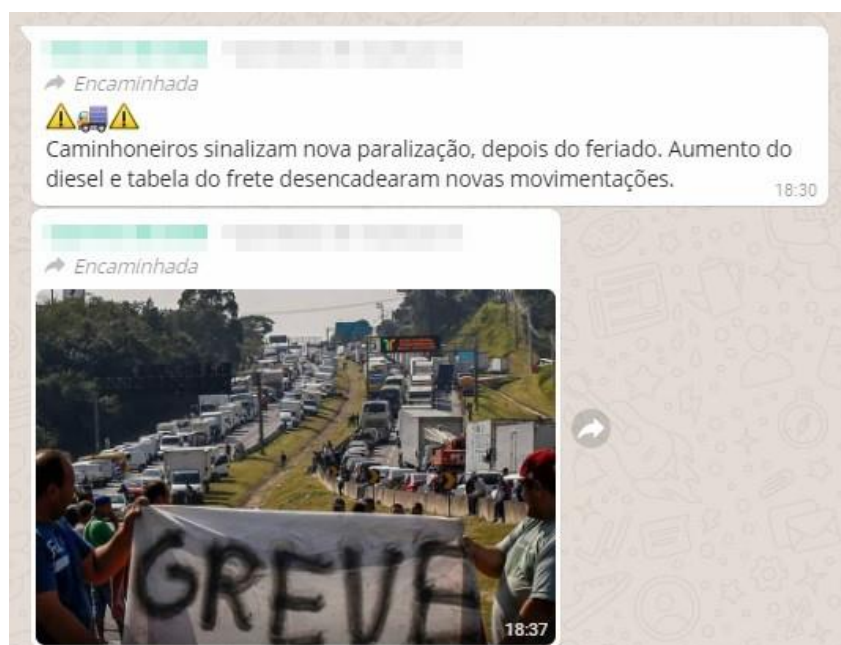 Encaminhada
Caminhoneiros sinalizam nova paralização, depois do feriado. Aumento do
diesel e tabela do frete desencadearam novas movimentações.
18:30
Encaminhada
GREVE
18:37